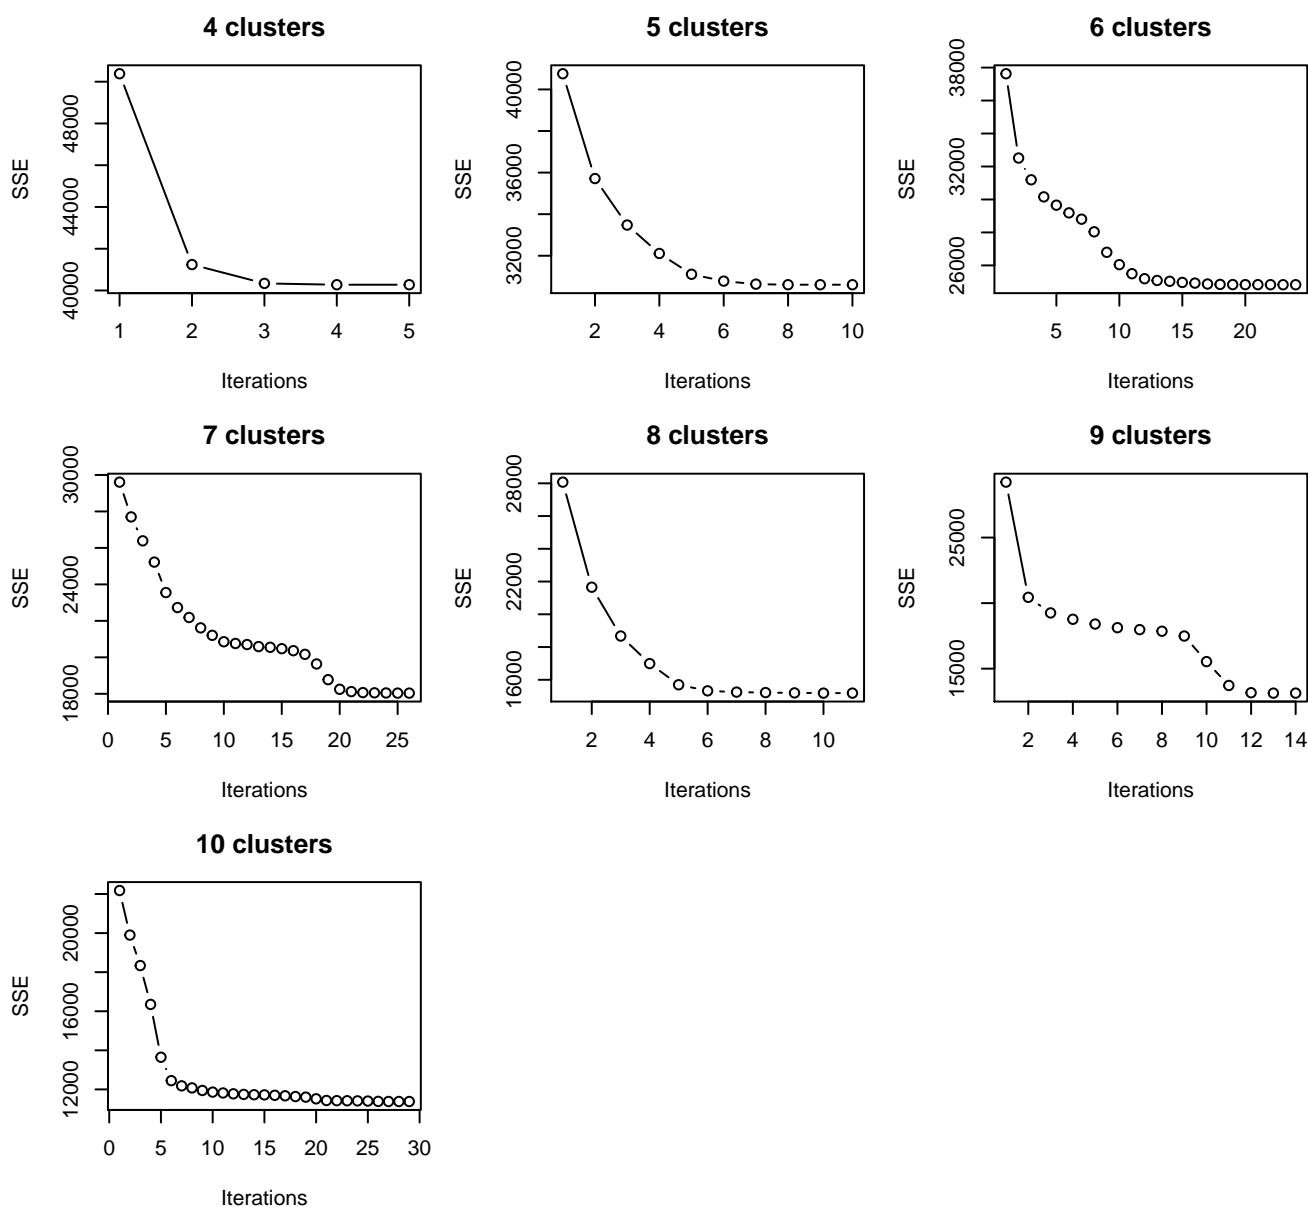 4 clusters
SSE
40000 44000 48000
1 2 3 4 5
Iterations
5 clusters
SSE
32000 36000 40000
2 4 6 8 10
Iterations
6 clusters
SSE
26000 32000 38000
5 10 15 20
Iterations
7 clusters
SSE
18000 24000 30000
0 5 10 15 20 25
Iterations
8 clusters
SSE
16000 22000 28000
2 4 6 8 10
Iterations
9 clusters
SSE
15000 25000
2 4 6 8 10 12 14
Iterations
10 clusters
SSE
12000 16000 20000
0 5 10 15 20 25 30
Iterations